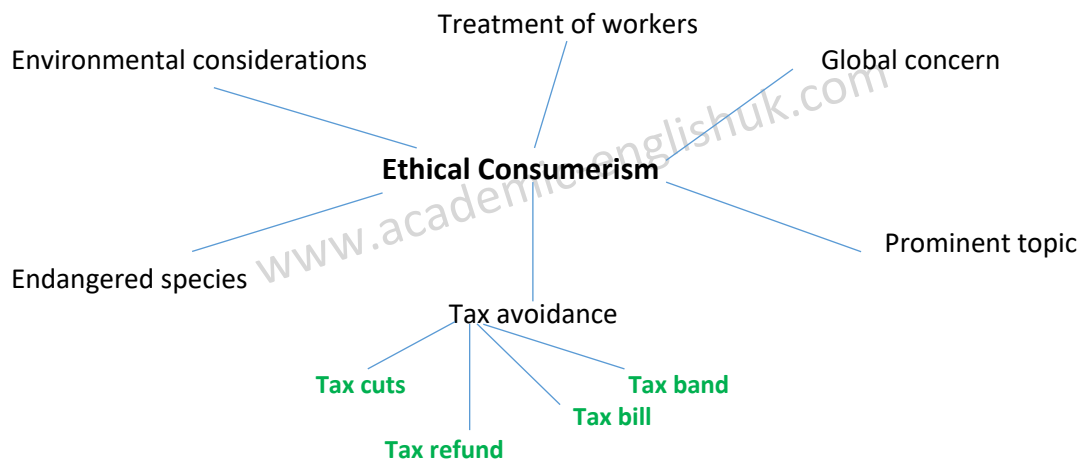 Treatment of workers
Environmental considerations
Global concern
Ethical Consumerism
www.academic-englishuk.com
Prominent topic
Endangered species
Tax avoidance
Tax cuts
Tax band
Tax bill
Tax refund